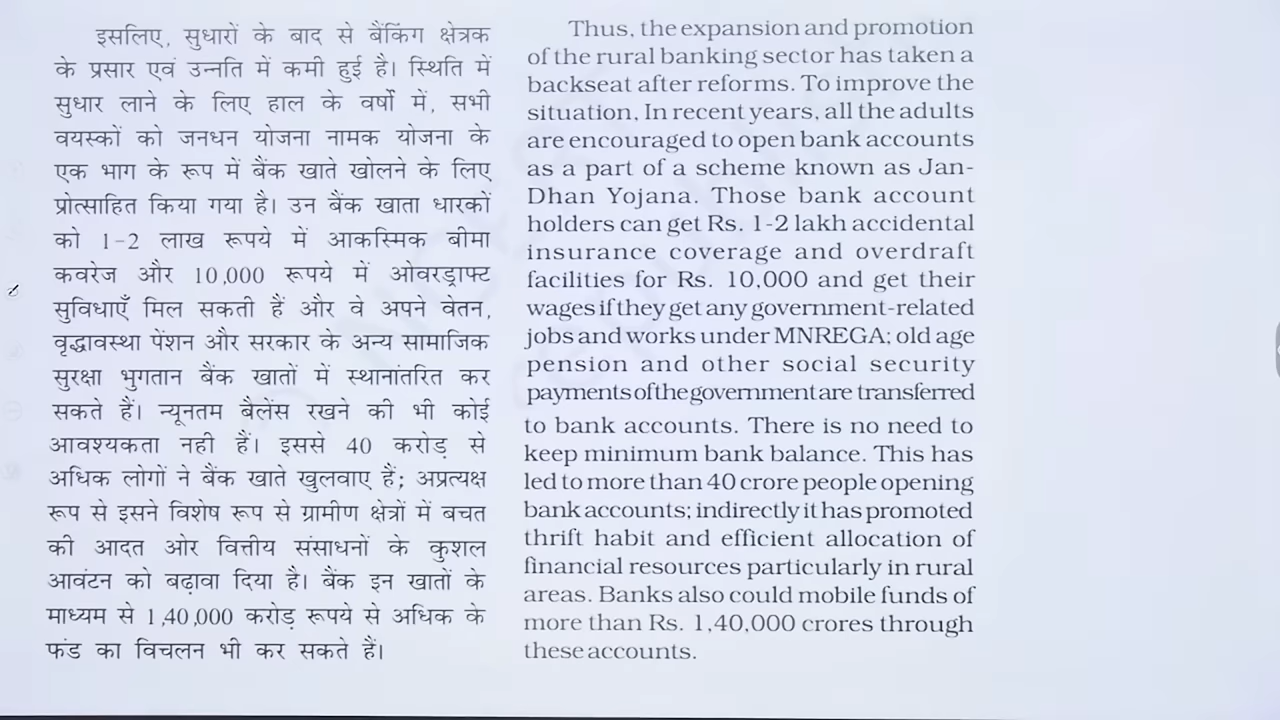 इसलिए, सुधारों के बाद से बैंकिंग क्षेत्रक
के प्रसार एवं उन्नति में कमी हुई है। स्थिति में
सुधार लाने के लिए हाल के वर्षो में, सभी
वयस्कों को जनधन योजना नामक योजना के
एक भाग के रूप में बैंक खाते खोलने के लिए
प्रोत्साहित किया गया है। उन बैंक खाता धारकों
को 1-2 लाख रूपये में आकस्मिक बीमा
कवरेज और 10,000 रूपये में ओवरड्राफ्ट
सुविधाएँ मिल सकती हैं और वे अपने वेतन,
वृद्धावस्था पेंशन और सरकार के अन्य सामाजिक
सुरक्षा भुगतान बैंक खातों में स्थानांतरित कर
सकते हैं। न्यूनतम बैलेंस रखने की भी कोई
आवश्यकता नही हैं। इससे 40 करोड़ से
अधिक लोगों ने बैंक खाते खुलवाए हैं; अप्रत्यक्ष
रूप से इसने विशेष रूप से ग्रामीण क्षेत्रों में बचत
की आदत ओर वित्तीय संसाधनों के कुशल
आवंटन को बढ़ावा दिया है। बैंक इन खातों के
माध्यम से 1,40,000 करोड़ रूपये से अधिक के
फंड का विचलन भी कर सकते हैं।
Thus, the expansion and promotion
of the rural banking sector has taken a
backseat after reforms. To improve the
situation, In recent years, all the adults
are encouraged to open bank accounts
as a part of a scheme known as Jan-
Dhan Yojana. Those bank account
holders can get Rs. 1-2 lakh accidental
insurance coverage and overdraft
facilities for Rs. 10,000 and get their
wages if they get any government-related
jobs and works under MNREGA; old age
pension and other social security
payments of the government are transferred
to bank accounts. There is no need to
keep minimum bank balance. This has
led to more than 40 crore people opening
bank accounts; indirectly it has promoted
thrift habit and efficient allocation of
financial resources particularly in rural
areas. Banks also could mobile funds of
more than Rs. 1,40,000 crores through
these accounts.